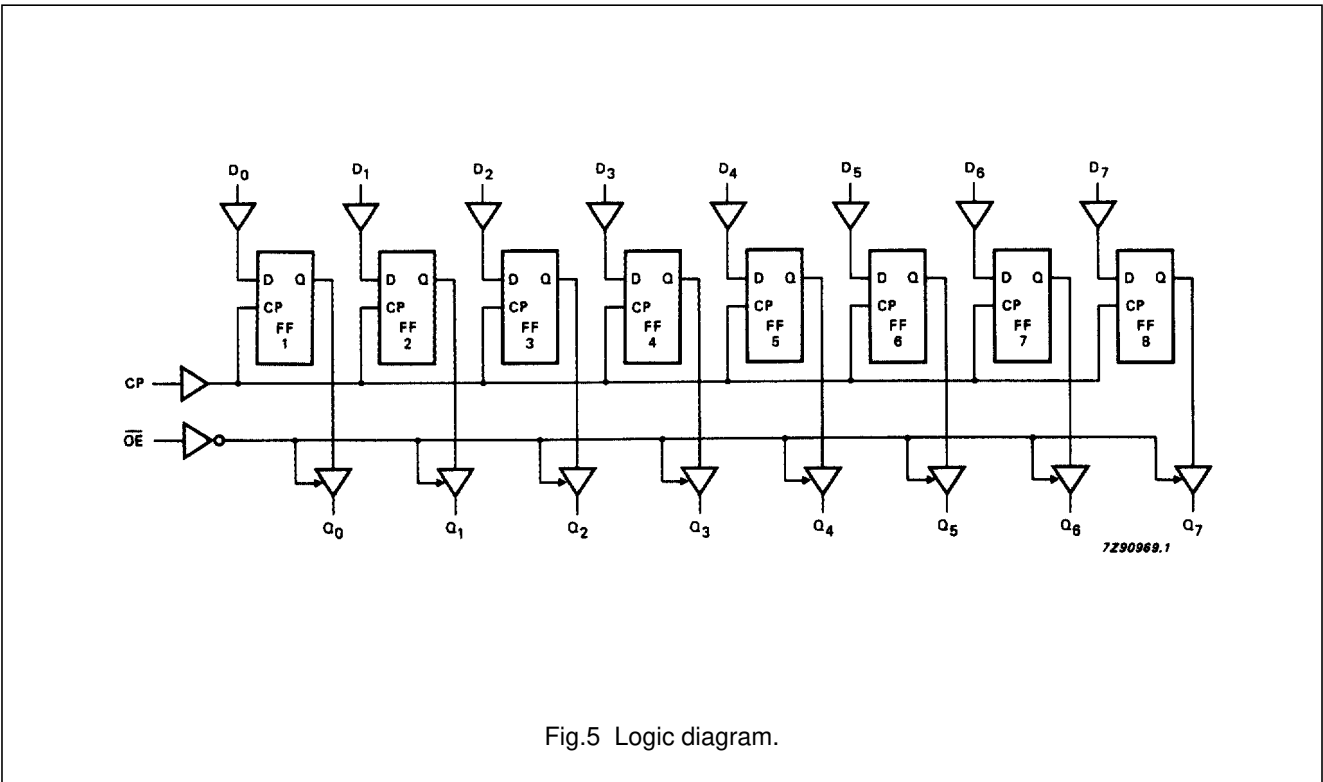 D0 D1 D2 D3 D4 D5 D6 D7
D Q D Q D Q D Q D Q D Q D Q D Q
CP CP CP CP CP CP CP CP
FF FF FF FF FF FF FF FF
1 2 3 4 5 6 7 8
CP
O̅E̅
Q0 Q1 Q2 Q3 Q4 Q5 Q6 Q7
7Z90969.1
Fig.5 Logic diagram.